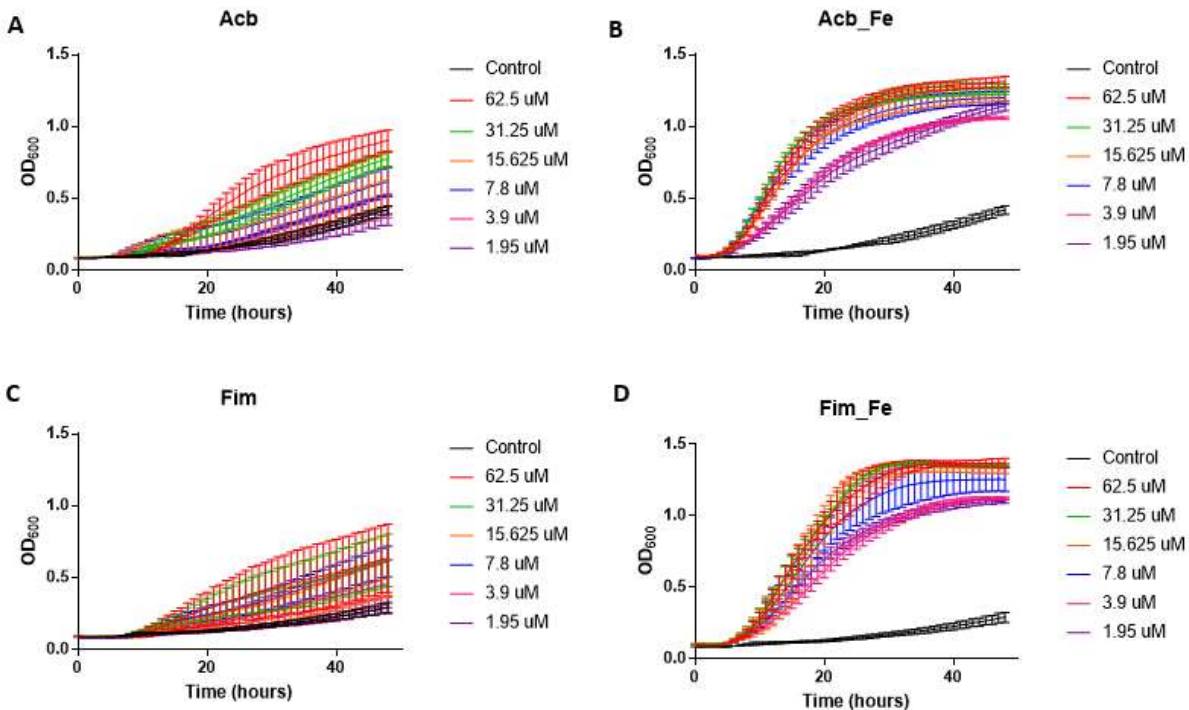 A
Acb
1.5
1.0
0.5
0.0
OD600
0
20
40
Time (hours)
Control
62.5 uM
31.25 uM
15.625 uM
7.8 uM
3.9 uM
1.95 uM
B
Acb_Fe
1.5
1.0
0.5
0.0
OD600
0
20
40
Time (hours)
Control
62.5 uM
31.25 uM
15.625 uM
7.8 uM
3.9 uM
1.95 uM
C
Fim
1.5
1.0
0.5
0.0
OD600
0
20
40
Time (hours)
Control
62.5 uM
31.25 uM
15.625 uM
7.8 uM
3.9 uM
1.95 uM
D
Fim_Fe
1.5
1.0
0.5
0.0
OD600
0
20
40
Time (hours)
Control
62.5 uM
31.25 uM
15.625 uM
7.8 uM
3.9 uM
1.95 uM